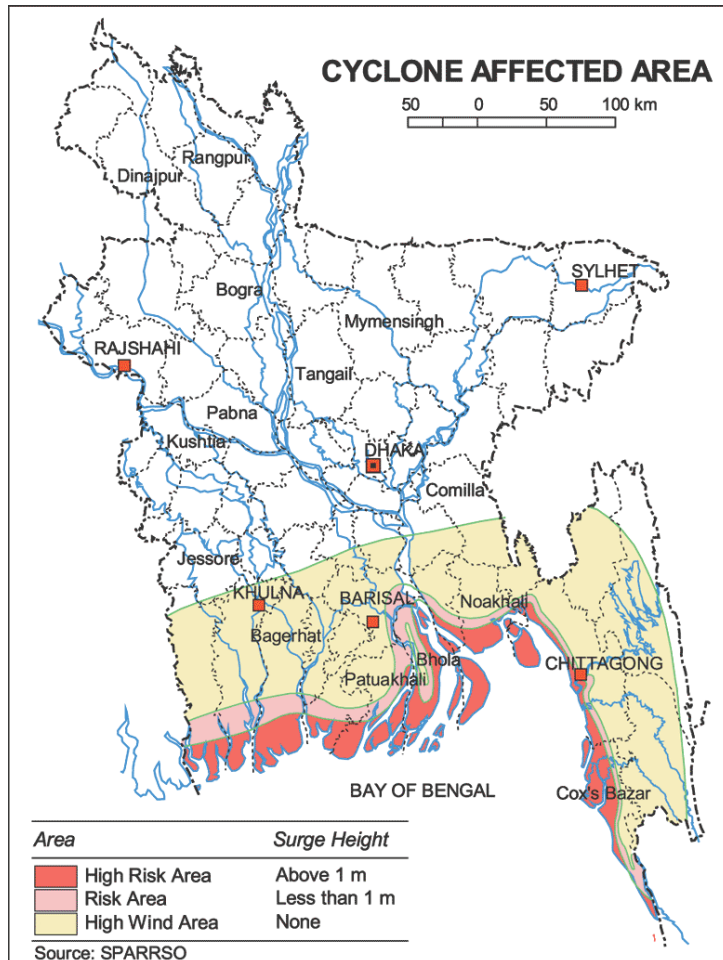 CYCLONE AFFECTED AREA
50 0 50 100 km
Rangpur
Dinajpur
SYLHET
Bogra
Mymensingh
RAJSHAHI
Tangail
Pabna
Kushtia
DHAKA
Comilla
Jessore
KHULNA
BARISAL
Noakhali
Bagerhat
Bhola
CHITTAGONG
Patuakhali
BAY OF BENGAL
Cox's Bazar
Area Surge Height
High Risk Area Above 1 m
Risk Area Less than 1 m
High Wind Area None
Source: SPARRSO
1